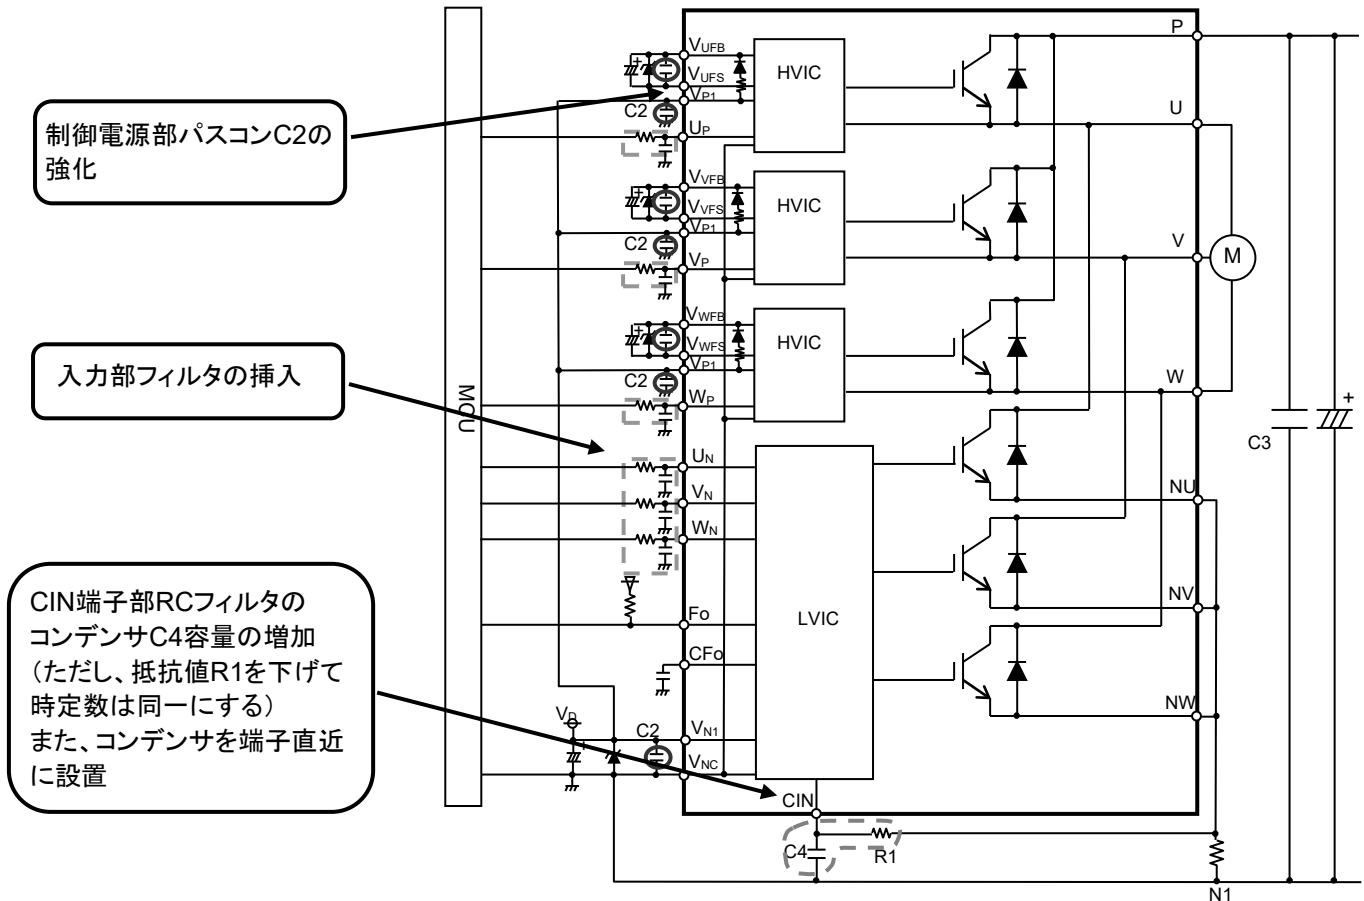 制御電源部パスコンC2の
強化
入力部フィルタの挿入
CIN端子部RCフィルタの
コンデンサC4容量の増加
（ただし、抵抗値R1を下げて
時定数は同一にする）
また、コンデンサを端子直近
に設置
MCU
VUFB
VUFS
VP1
C2
UP
HVIC
VVFB
VVFS
VP1
C2
VP
HVIC
VWFB
VWFS
VP1
C2
WP
HVIC
UN
VN
WN
Fo
CFo
VD
C2
VN1
VNC
LVIC
CIN
C4
R1
P
U
V
W
NU
NV
NW
M
C3
+
N1